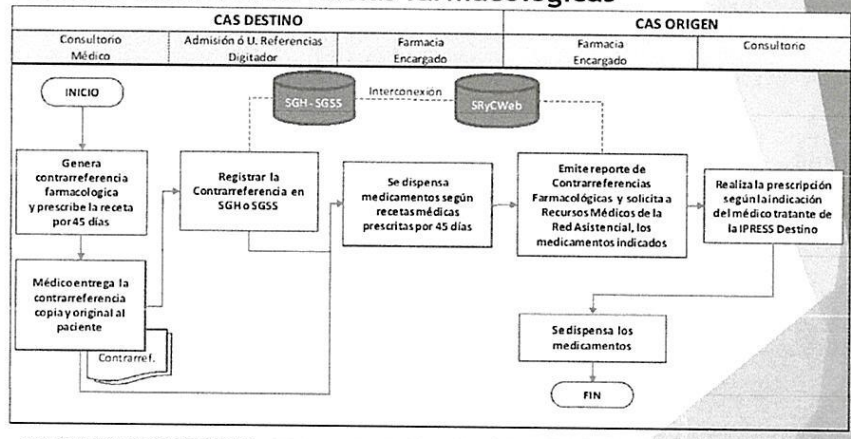 farmacológicas
CAS DESTINO
CAS ORIGEN
Consultorio
Médico
Admisión ó U. Referencias
Digitador
Farmacia
Encargado
Farmacia
Encargado
Consultorio
INICIO
SGH - SGSS
Interconexión
SRyCWeb
Genera
contrarreferencia
farmacologica
y prescribe la receta
por 45 días
Registrar la
Contrarreferencia en
SGH o SGSS
Se dispensa
medicamentos según
recetas médicas
prescritas por 45 días
Emite reporte de
Contrarreferencias
Farmacológicas y solicita a
Recursos Médicos de la
Red Asistencial, los
medicamentos indicados
Realiza la prescripción
según la indicación
del médico tratante de
la IPRESS Destino
Médico entrega la
contrarreferencia
copia y original al
paciente
Contrarref.
Se dispensa los
medicamentos
FIN